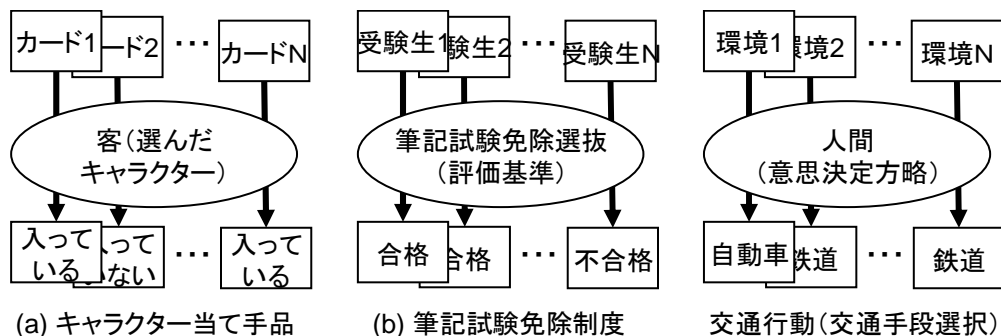 カード1 ード2 … カードN
客(選んだ
キャラクター)
入って
いる
入って
いない
…
入って
いる
(a) キャラクター当て手品
受験生1 験生2 … 受験生N
筆記試験免除選抜
(評価基準)
合格 合格 … 不合格
(b) 筆記試験免除制度
環境1 環境2 … 環境N
人間
(意思決定方略)
自動車 鉄道 … 鉄道
交通行動(交通手段選択)